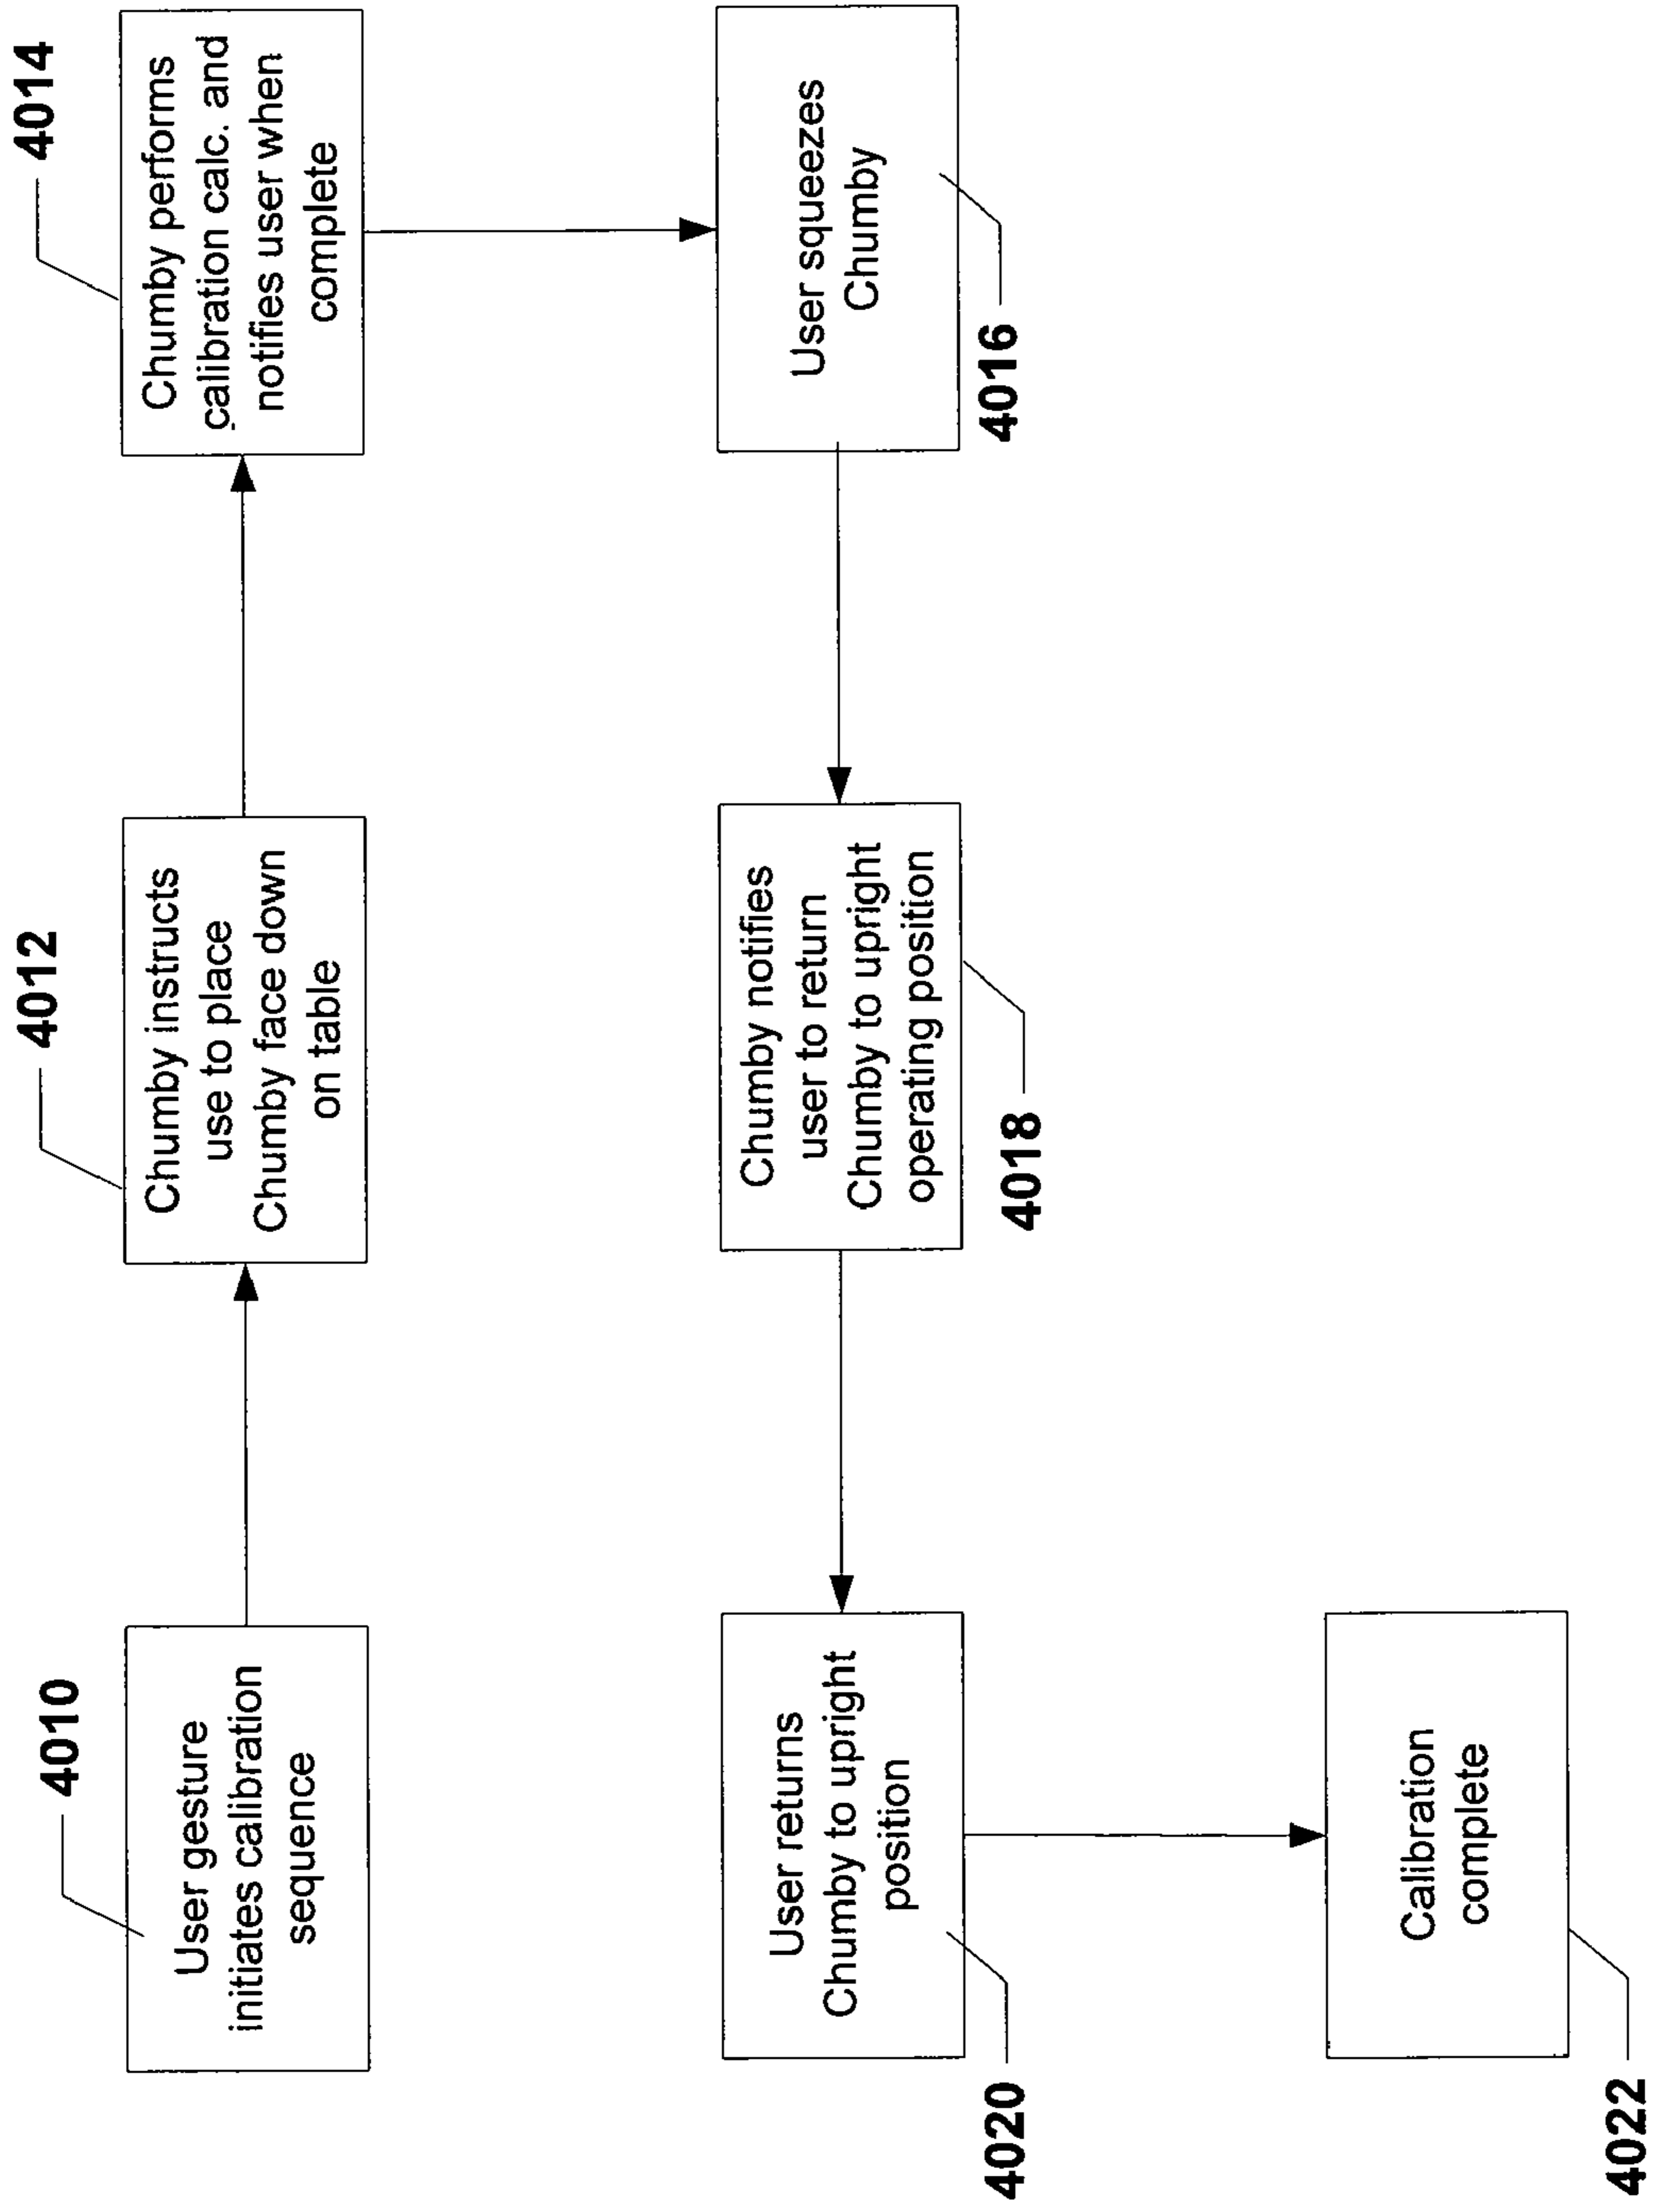 4010
User gesture
initiates calibration
sequence
4012
Chumby instructs
use to place
Chumby face down
on table
4014
Chumby performs
calibration calc. and
notifies user when
complete
User squeezes
Chumby
4016
Chumby notifies
user to return
Chumby to upright
operating position
4018
User returns
Chumby to upright
position
4020
Calibration
complete
4022